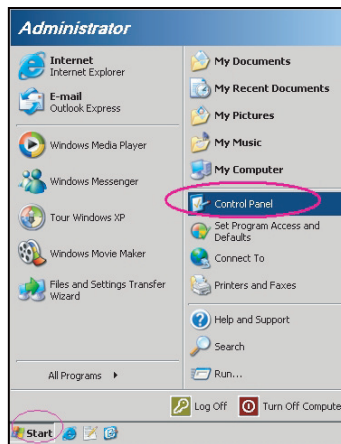 Administrator
Internet
Internet Explorer
E-mail
Outlook Express
Windows Media Player
Windows Messenger
Tour Windows XP
Windows Movie Maker
Files and Settings Transfer
Wizard
All Programs
My Documents
My Recent Documents
My Pictures
My Music
My Computer
Control Panel
Set Program Access and
Defaults
Connect To
Printers and Faxes
Help and Support
Search
Run...
Log Off
Turn Off Compute
Start